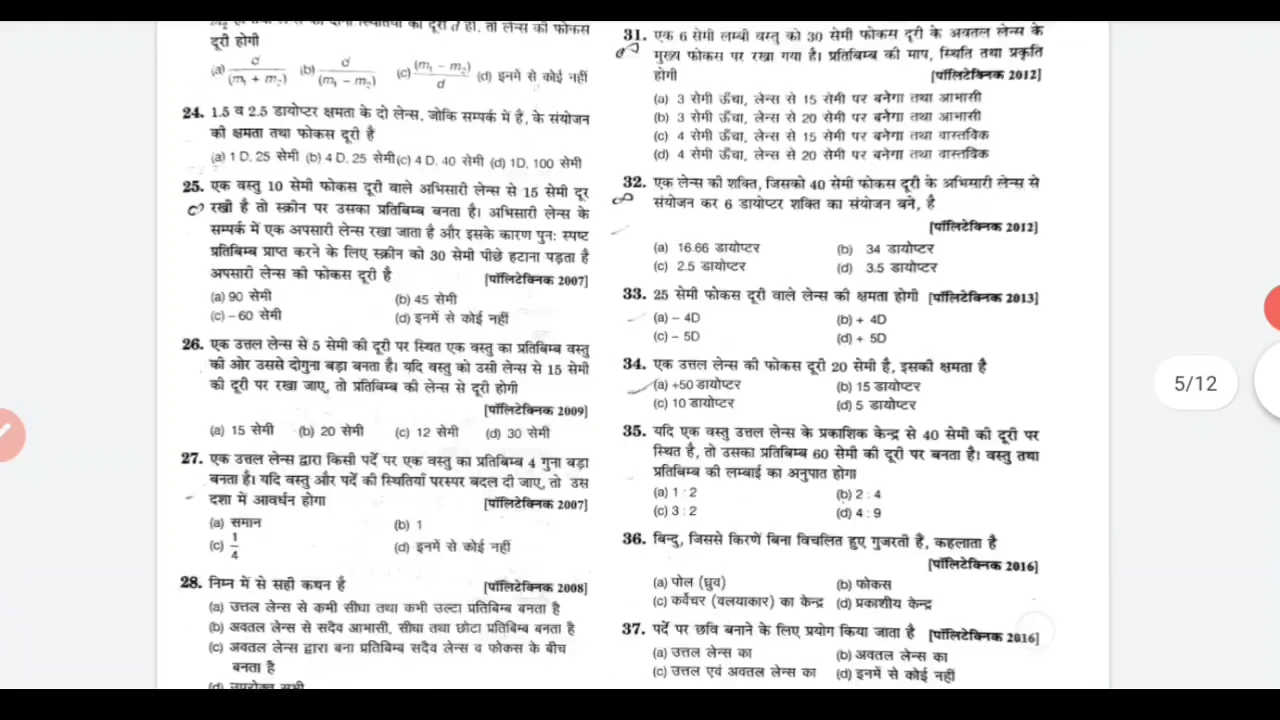 दूरी होगी
(a) d/(m₁ + m₂) (b) d/(m₁ − m₂) (c) (m₁ − m₂)/d (d) इनमें से कोई नहीं
24. 1.5 व 2.5 डायोप्टर क्षमता के दो लेन्स, जोकि सम्पर्क में है, के संयोजन
की क्षमता तथा फोकस दूरी है
(a) 1 D, 25 सेमी (b) 4 D, 25 सेमी (c) 4 D, 40 सेमी (d) 1D, 100 सेमी
25. एक वस्तु 10 सेमी फोकस दूरी वाले अभिसारी लेन्स से 15 सेमी दूर
रखी है तो स्क्रीन पर उसका प्रतिबिम्ब बनता है। अभिसारी लेन्स के
सम्पर्क में एक अपसारी लेन्स रखा जाता है और इसके कारण पुनः स्पष्ट
प्रतिबिम्ब प्राप्त करने के लिए स्क्रीन को 30 सेमी पीछे हटाना पड़ता है
अपसारी लेन्स की फोकस दूरी है [पॉलिटेक्निक 2007]
(a) 90 सेमी (b) 45 सेमी
(c) − 60 सेमी (d) इनमें से कोई नहीं
26. एक उत्तल लेन्स से 5 सेमी की दूरी पर स्थित एक वस्तु का प्रतिबिम्ब वस्तु
की ओर उससे दोगुना बड़ा बनता है। यदि वस्तु को उसी लेन्स से 15 सेमी
की दूरी पर रखा जाए, तो प्रतिबिम्ब की लेन्स से दूरी होगी
[पॉलिटेक्निक 2009]
(a) 15 सेमी (b) 20 सेमी (c) 12 सेमी (d) 30 सेमी
27. एक उत्तल लेन्स द्वारा किसी पर्दे पर एक वस्तु का प्रतिबिम्ब 4 गुना बड़ा
बनता है। यदि वस्तु और पर्दे की स्थितियाँ परस्पर बदल दी जाए, तो उस
दशा में आवर्धन होगा [पॉलिटेक्निक 2007]
(a) समान (b) 1
(c) 1/4 (d) इनमें से कोई नहीं
28. निम्न में से सही कथन है [पॉलिटेक्निक 2008]
(a) उत्तल लेन्स से कभी सीधा तथा कभी उल्टा प्रतिबिम्ब बनता है
(b) अवतल लेन्स से सदैव आभासी, सीधा तथा छोटा प्रतिबिम्ब बनता है
(c) अवतल लेन्स द्वारा बना प्रतिबिम्ब सदैव लेन्स व फोकस के बीच
बनता है
31. एक 6 सेमी लम्बी वस्तु को 30 सेमी फोकस दूरी के अवतल लेन्स के
मुख्य फोकस पर रखा गया है। प्रतिबिम्ब की माप, स्थिति तथा प्रकृति
होगी [पॉलिटेक्निक 2012]
(a) 3 सेमी ऊँचा, लेन्स से 15 सेमी पर बनेगा तथा आभासी
(b) 3 सेमी ऊँचा, लेन्स से 20 सेमी पर बनेगा तथा आभासी
(c) 4 सेमी ऊँचा, लेन्स से 15 सेमी पर बनेगा तथा वास्तविक
(d) 4 सेमी ऊँचा, लेन्स से 20 सेमी पर बनेगा तथा वास्तविक
32. एक लेन्स की शक्ति, जिसको 40 सेमी फोकस दूरी के अभिसारी लेन्स से
संयोजन कर 6 डायोप्टर शक्ति का संयोजन बने, है
[पॉलिटेक्निक 2012]
(a) 16.66 डायोप्टर (b) 34 डायोप्टर
(c) 2.5 डायोप्टर (d) 3.5 डायोप्टर
33. 25 सेमी फोकस दूरी वाले लेन्स की क्षमता होगी [पॉलिटेक्निक 2013]
(a) − 4D (b) + 4D
(c) − 5D (d) + 5D
34. एक उत्तल लेन्स की फोकस दूरी 20 सेमी है, इसकी क्षमता है
(a) +50 डायोप्टर (b) 15 डायोप्टर
(c) 10 डायोप्टर (d) 5 डायोप्टर
35. यदि एक वस्तु उत्तल लेन्स के प्रकाशिक केन्द्र से 40 सेमी की दूरी पर
स्थित है, तो उसका प्रतिबिम्ब 60 सेमी की दूरी पर बनता है। वस्तु तथा
प्रतिबिम्ब की लम्बाई का अनुपात होगा
(a) 1 : 2 (b) 2 : 4
(c) 3 : 2 (d) 4 : 9
36. बिन्दु, जिससे किरणें बिना विचलित हुए गुजरती हैं, कहलाता है
[पॉलिटेक्निक 2016]
(a) पोल (ध्रुव) (b) फोकस
(c) कर्वेचर (वलयाकार) का केन्द्र (d) प्रकाशीय केन्द्र
37. पर्दे पर छवि बनाने के लिए प्रयोग किया जाता है [पॉलिटेक्निक 2016]
(a) उत्तल लेन्स का (b) अवतल लेन्स का
(c) उत्तल एवं अवतल लेन्स का (d) इनमें से कोई नहीं
5/12